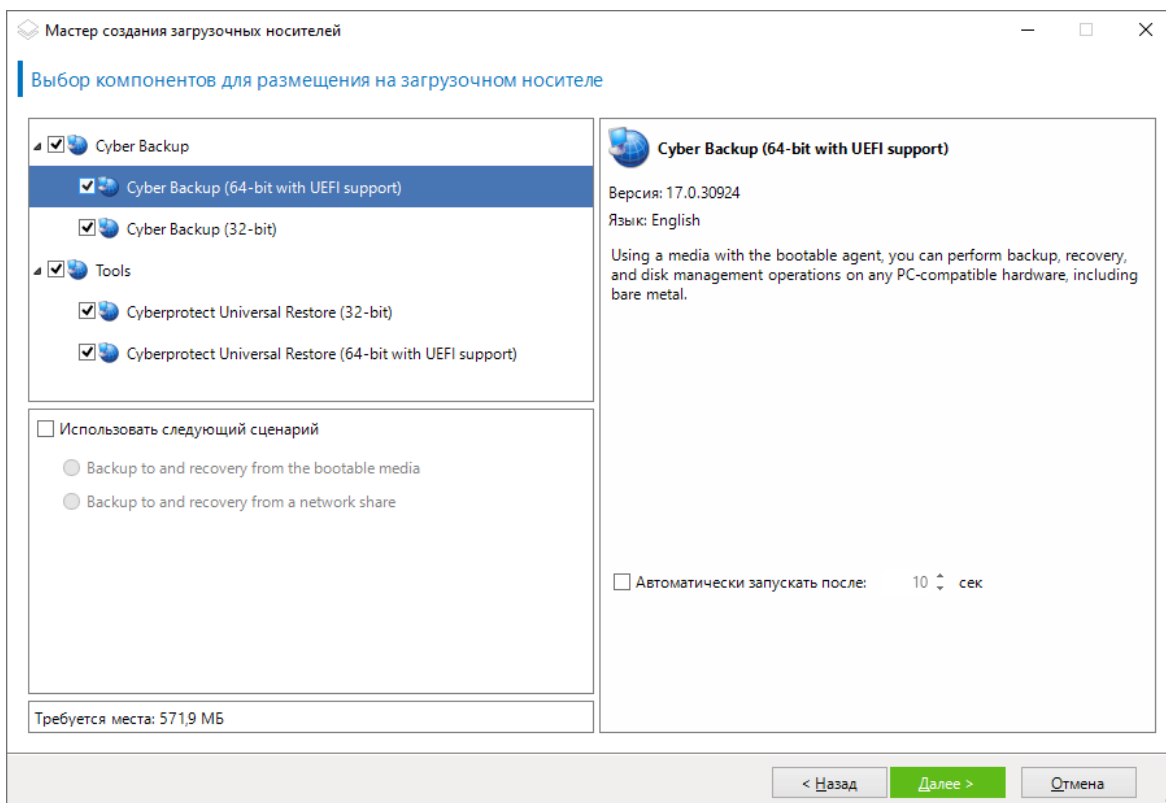 Мастер создания загрузочных носителей
Выбор компонентов для размещения на загрузочном носителе
Cyber Backup
Cyber Backup (64-bit with UEFI support)
Cyber Backup (32-bit)
Tools
Cyberprotect Universal Restore (32-bit)
Cyberprotect Universal Restore (64-bit with UEFI support)
Использовать следующий сценарий
Backup to and recovery from the bootable media
Backup to and recovery from a network share
Требуется места: 571,9 МБ
Cyber Backup (64-bit with UEFI support)
Версия: 17.0.30924
Язык: English
Using a media with the bootable agent, you can perform backup, recovery,
and disk management operations on any PC-compatible hardware, including
bare metal.
Автоматически запускать после: 10 сек
< Назад Далее > Отмена